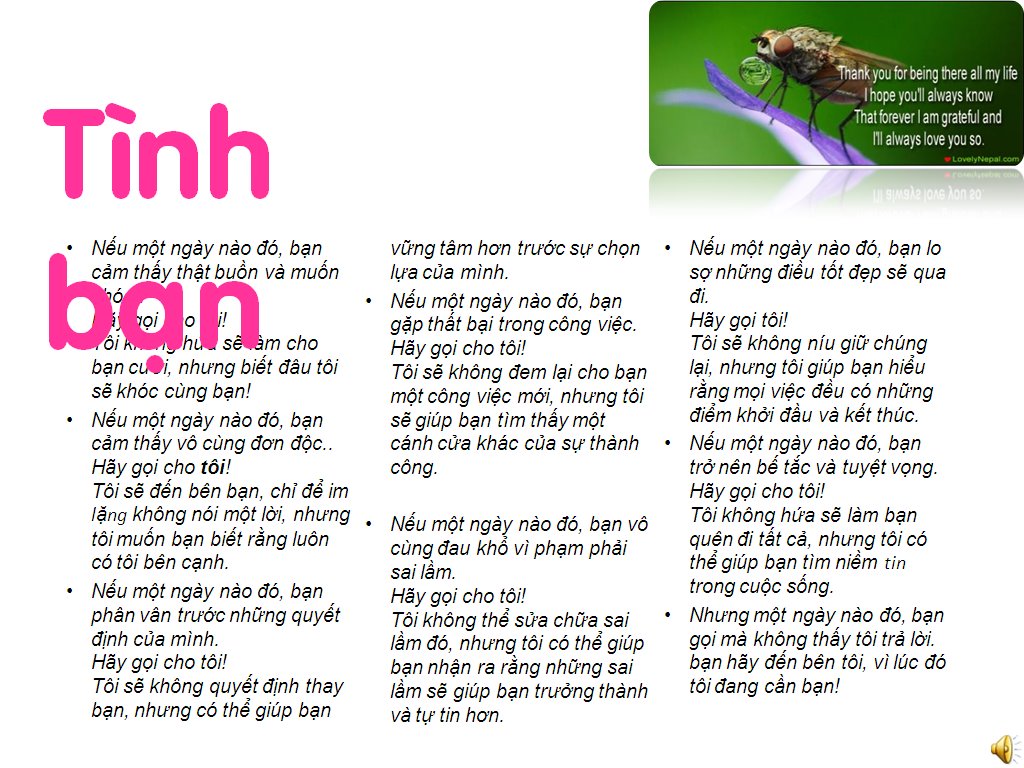 Thank you for being there all my life
I hope you'll always know
That forever I am grateful and
I'll always love you so.
LovelyNepal.com
Tình
bạn
• Nếu một ngày nào đó, bạn
cảm thấy thật buồn và muốn
Hãy gọi cho tôi!
Tôi không hứa sẽ làm cho
bạn cười, nhưng biết đâu tôi
sẽ khóc cùng bạn!
• Nếu một ngày nào đó, bạn
cảm thấy vô cùng đơn độc..
Hãy gọi cho tôi!
Tôi sẽ đến bên bạn, chỉ để im
lặng không nói một lời, nhưng
tôi muốn bạn biết rằng luôn
có tôi bên cạnh.
• Nếu một ngày nào đó, bạn
phân vân trước những quyết
định của mình.
Hãy gọi cho tôi!
Tôi sẽ không quyết định thay
bạn, nhưng có thể giúp bạn
vững tâm hơn trước sự chọn
lựa của mình.
• Nếu một ngày nào đó, bạn
gặp thất bại trong công việc.
Hãy gọi cho tôi!
Tôi sẽ không đem lại cho bạn
một công việc mới, nhưng tôi
sẽ giúp bạn tìm thấy một
cánh cửa khác của sự thành
công.
• Nếu một ngày nào đó, bạn vô
cùng đau khổ vì phạm phải
sai lầm.
Hãy gọi cho tôi!
Tôi không thể sửa chữa sai
lầm đó, nhưng tôi có thể giúp
bạn nhận ra rằng những sai
lầm sẽ giúp bạn trưởng thành
và tự tin hơn.
• Nếu một ngày nào đó, bạn lo
sợ những điều tốt đẹp sẽ qua
đi.
Hãy gọi tôi!
Tôi sẽ không níu giữ chúng
lại, nhưng tôi giúp bạn hiểu
rằng mọi việc đều có những
điểm khởi đầu và kết thúc.
• Nếu một ngày nào đó, bạn
trở nên bế tắc và tuyệt vọng.
Hãy gọi cho tôi!
Tôi không hứa sẽ làm bạn
quên đi tất cả, nhưng tôi có
thể giúp bạn tìm niềm tin
trong cuộc sống.
• Nhưng một ngày nào đó, bạn
gọi mà không thấy tôi trả lời.
bạn hãy đến bên tôi, vì lúc đó
tôi đang cần bạn!